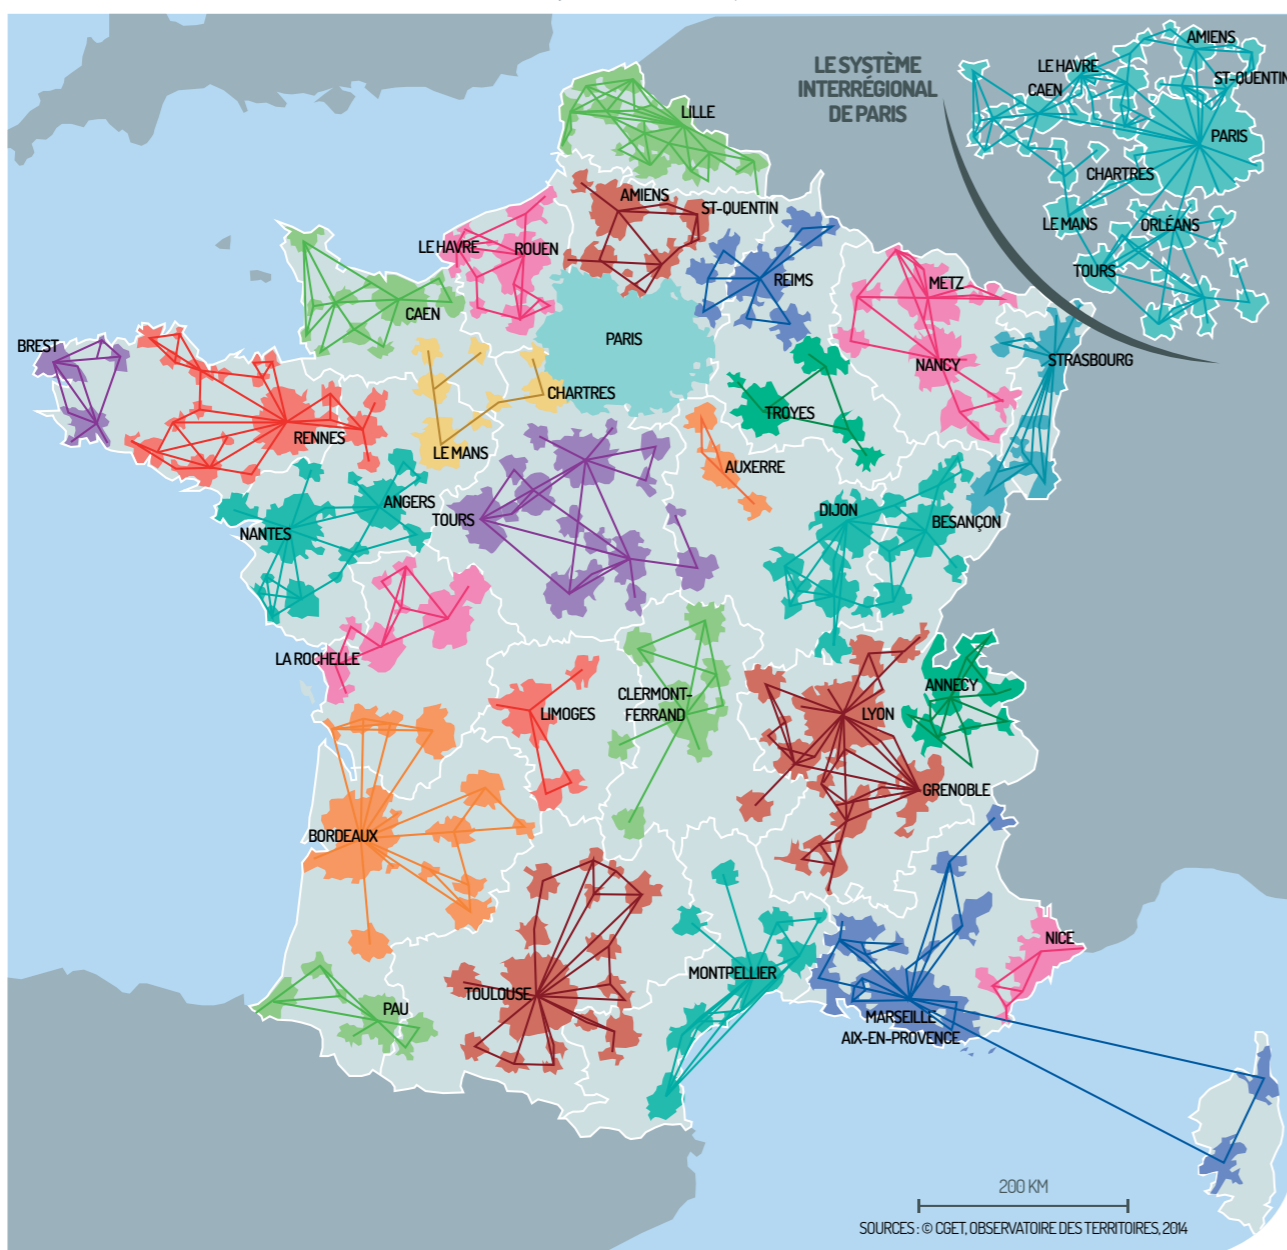 LE SYSTÈME
INTERRÉGIONAL
DE PARIS
AMIENS
LE HAVRE
ST-QUENTIN
CAEN
PARIS
CHARTRES
LE MANS
ORLÉANS
TOURS
LILLE
AMIENS
ST-QUENTIN
LE HAVRE
ROUEN
REIMS
METZ
CAEN
PARIS
BREST
STRASBOURG
NANCY
CHARTRES
TROYES
RENNES
LE MANS
AUXERRE
ANGERS
TOURS
DIJON
BESANÇON
NANTES
LA ROCHELLE
ANNECY
CLERMONT-
FERRAND
LIMOGES
LYON
GRENOBLE
BORDEAUX
NICE
MONTPELLIER
TOULOUSE
PAU
MARSEILLE
AIX-EN-PROVENCE
200 KM
SOURCES : © CGET, OBSERVATOIRE DES TERRITOIRES, 2014